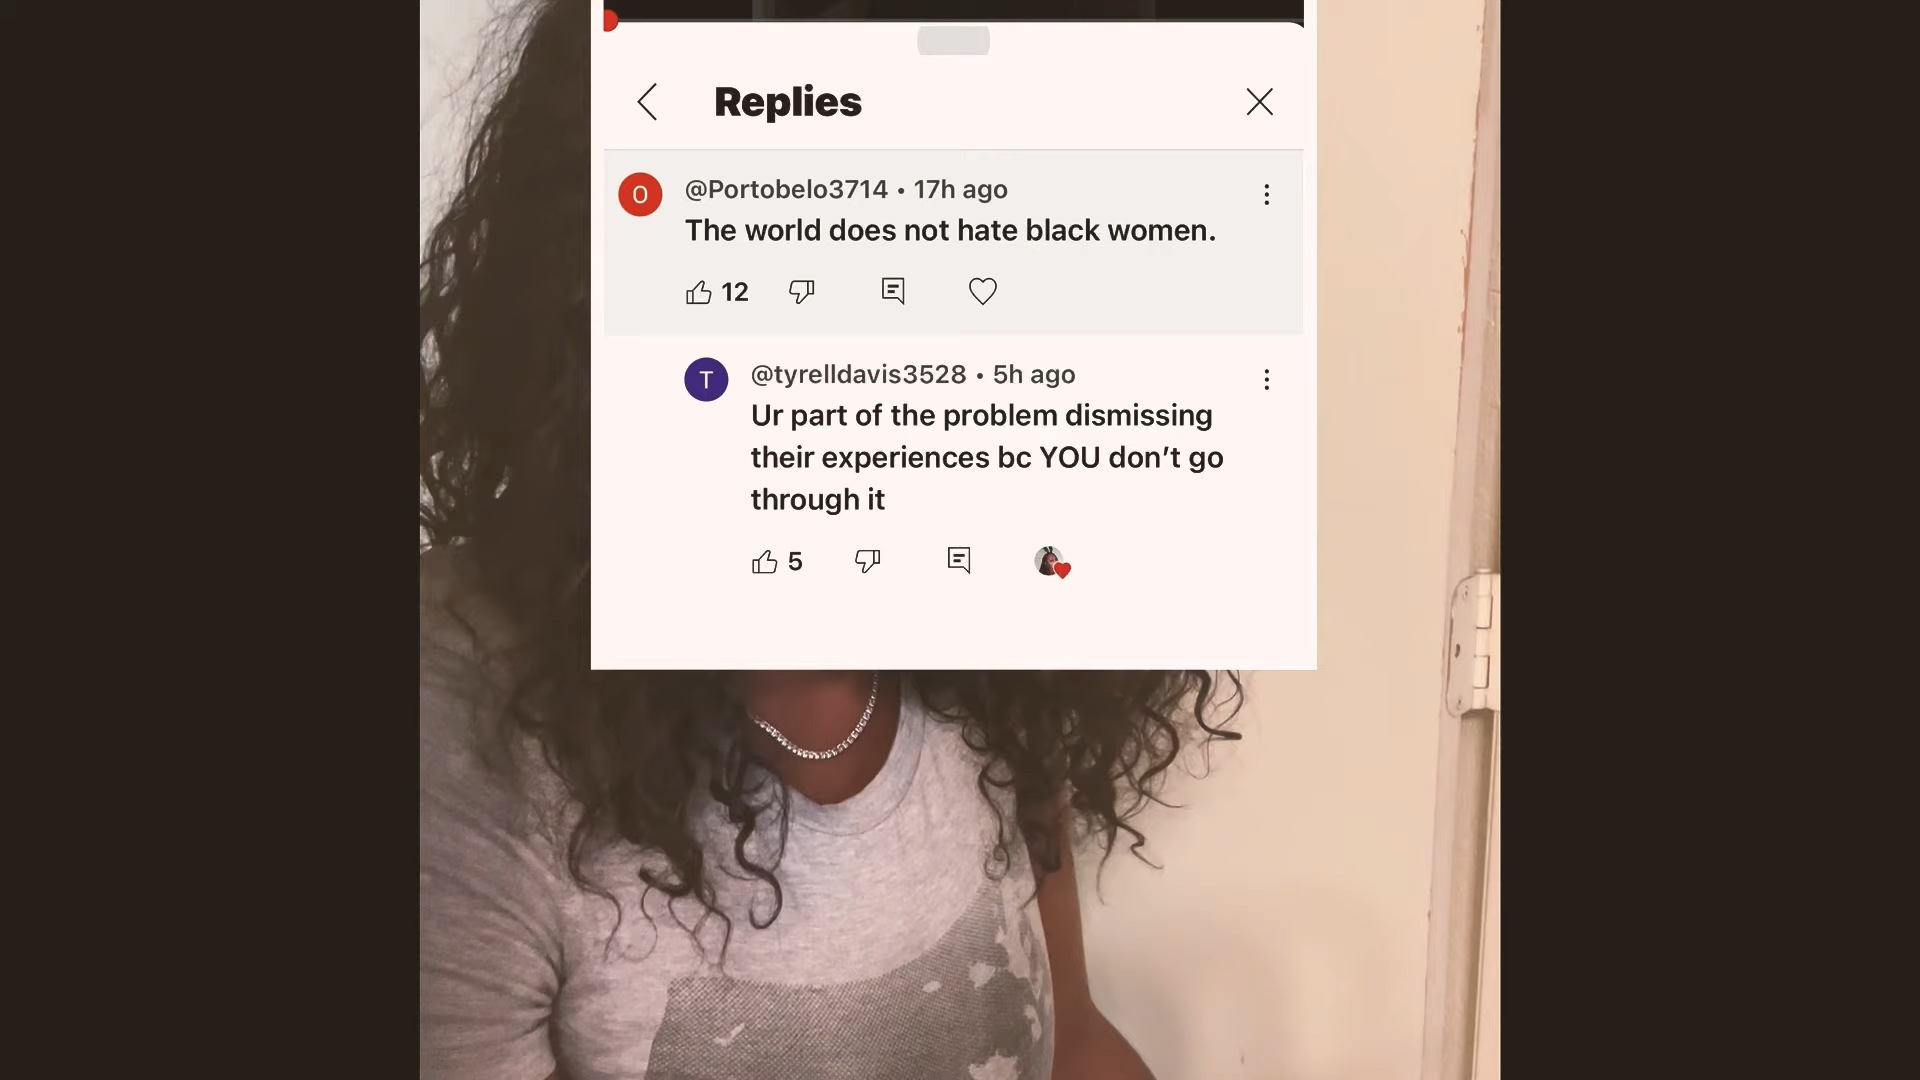 Replies
O
@Portobelo3714 • 17h ago
The world does not hate black women.
12
T
@tyrelldavis3528 • 5h ago
Ur part of the problem dismissing
their experiences bc YOU don't go
through it
5